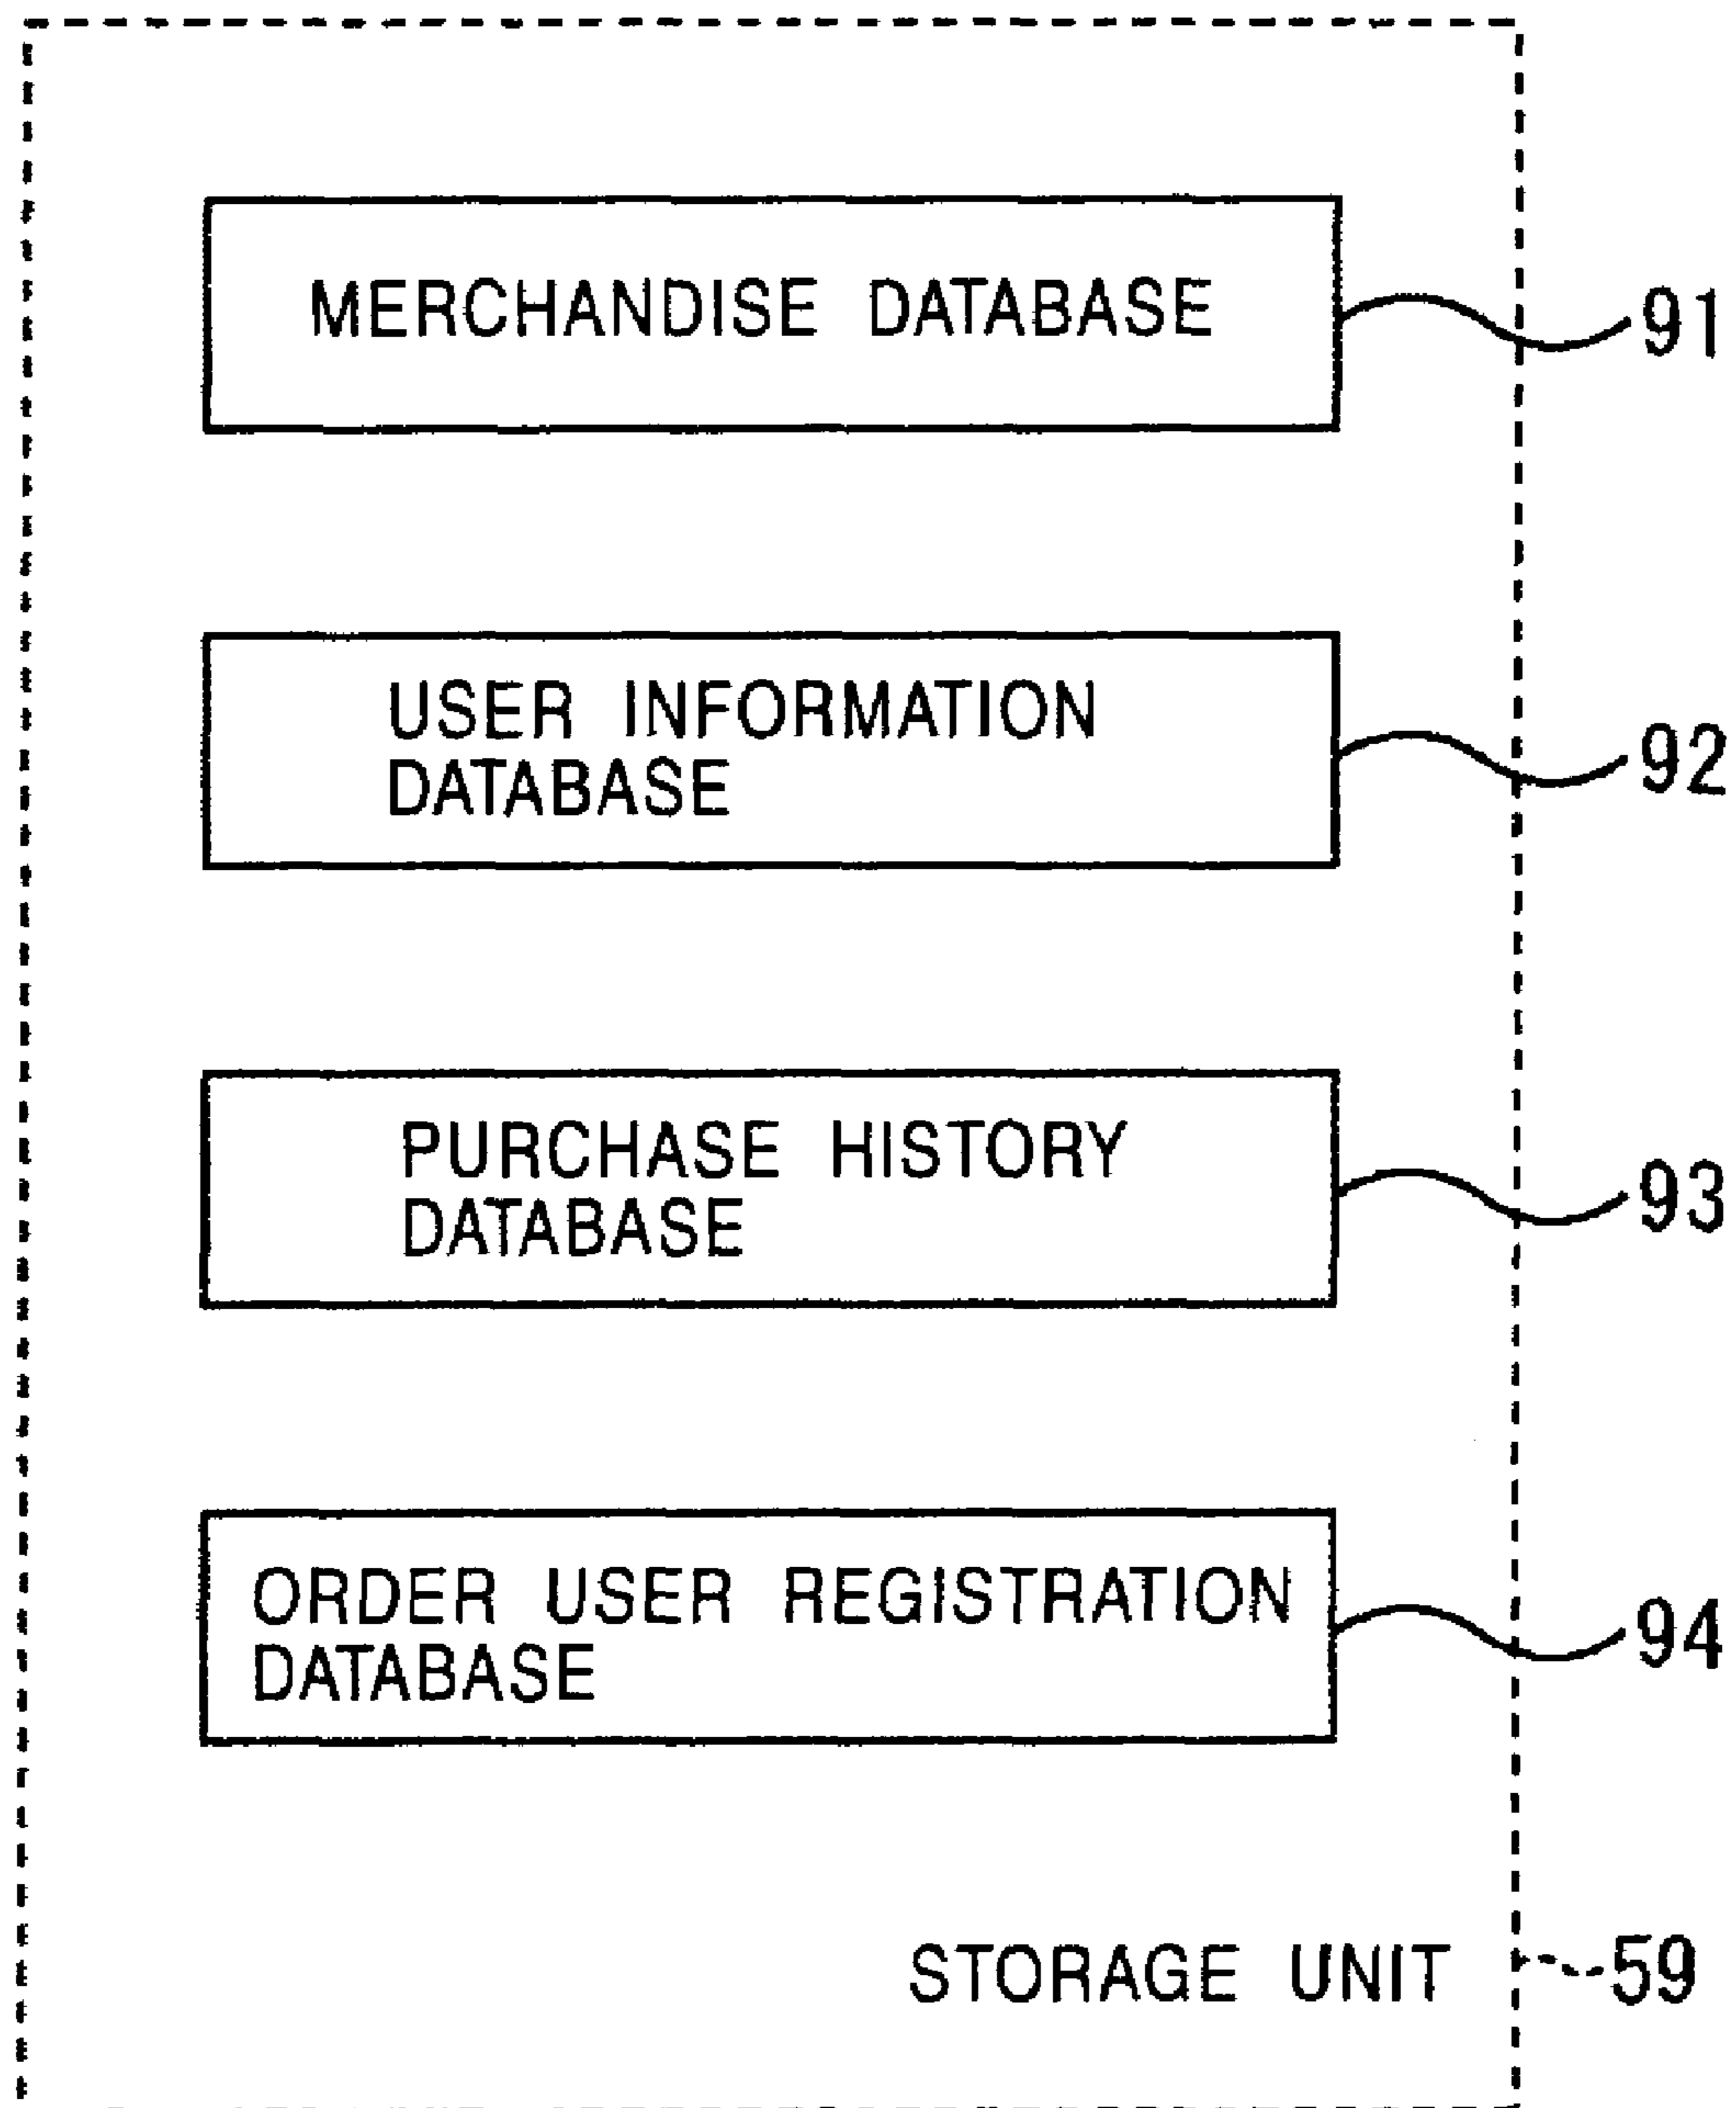 MERCHANDISE DATABASE
91
USER INFORMATION
DATABASE
92
PURCHASE HISTORY
DATABASE
93
ORDER USER REGISTRATION
DATABASE
94
STORAGE UNIT
59